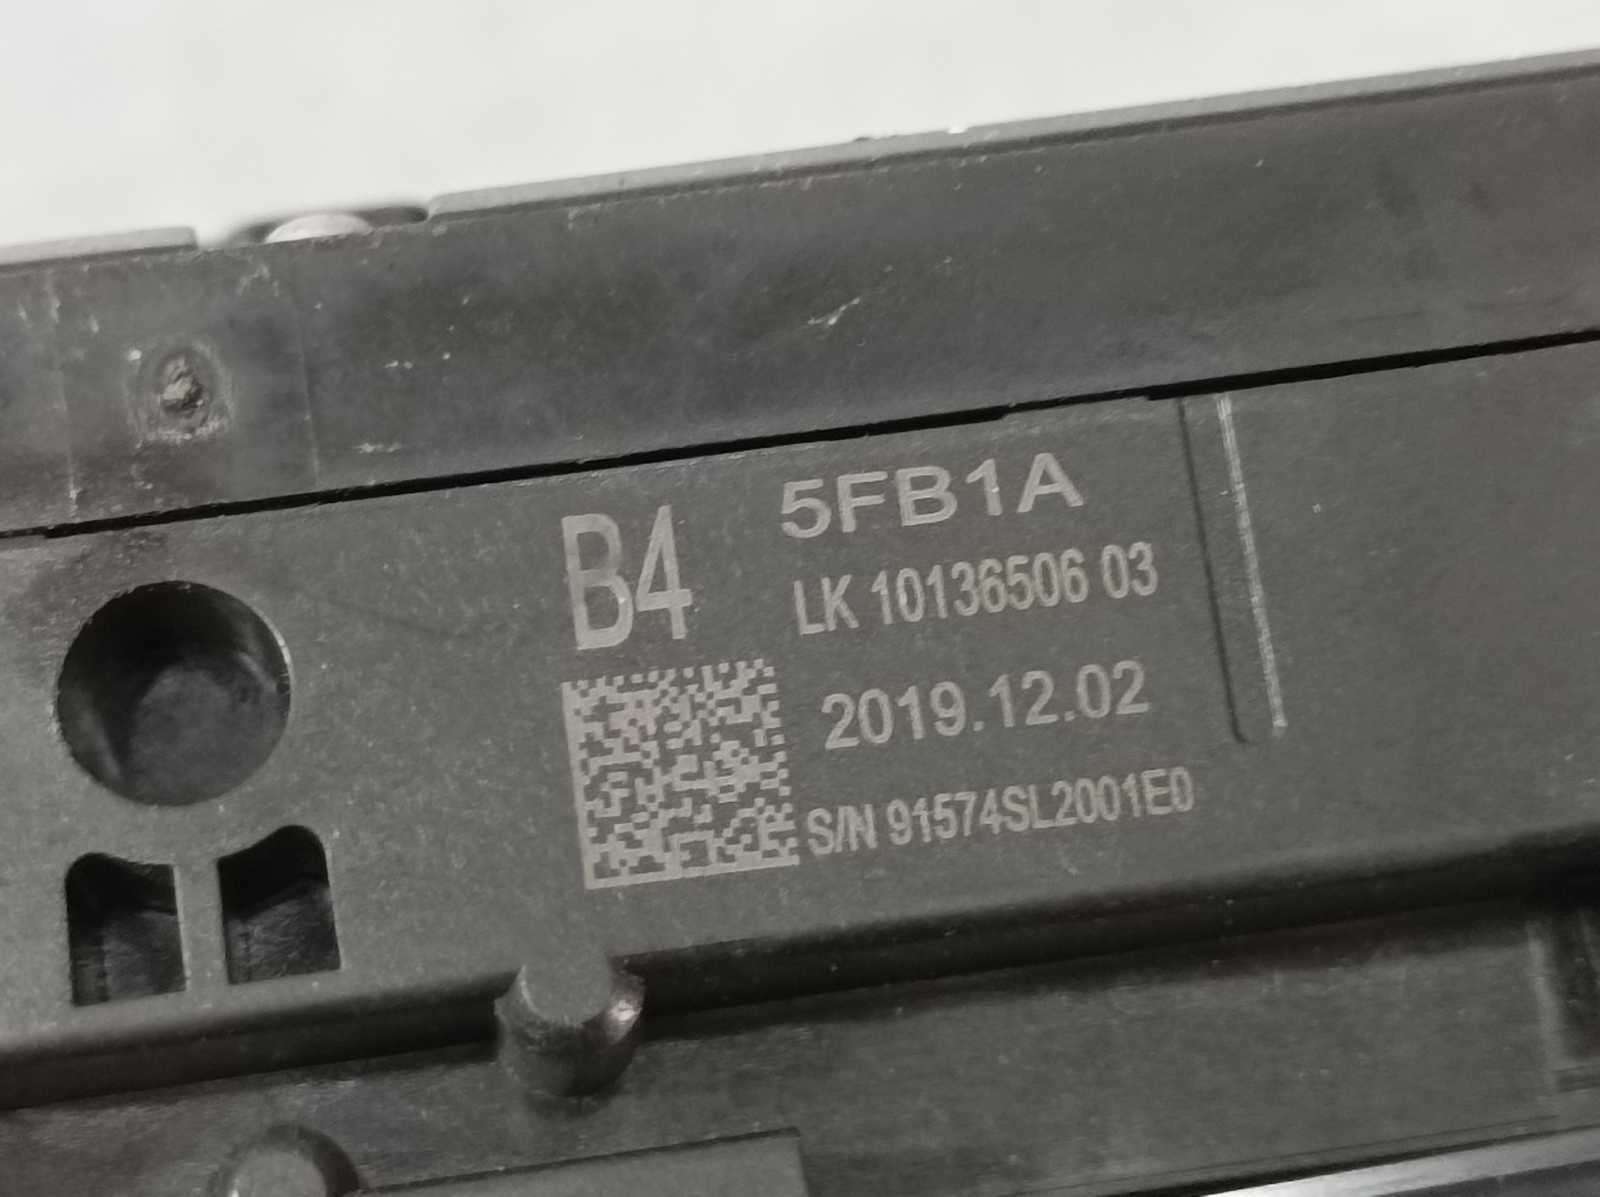 B4
5FB1A
LK 10136506 03
2019.12.02
S/N 91574SL2001E0